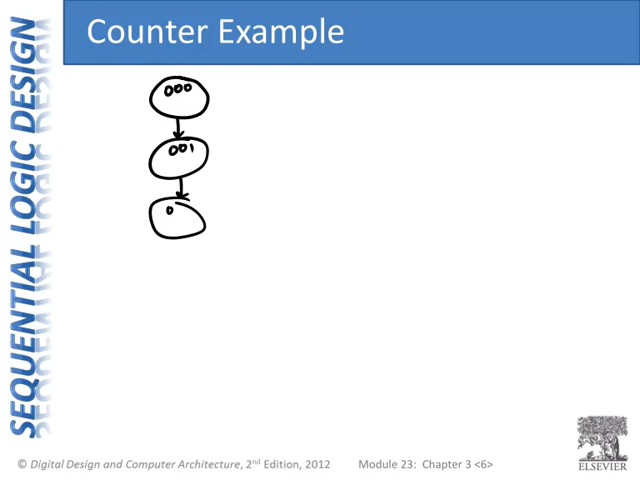 Counter Example
000
001
0
SEQUENTIAL LOGIC DESIGN
ELSEVIER
© Digital Design and Computer Architecture, 2nd Edition, 2012
Module 23: Chapter 3 <6>